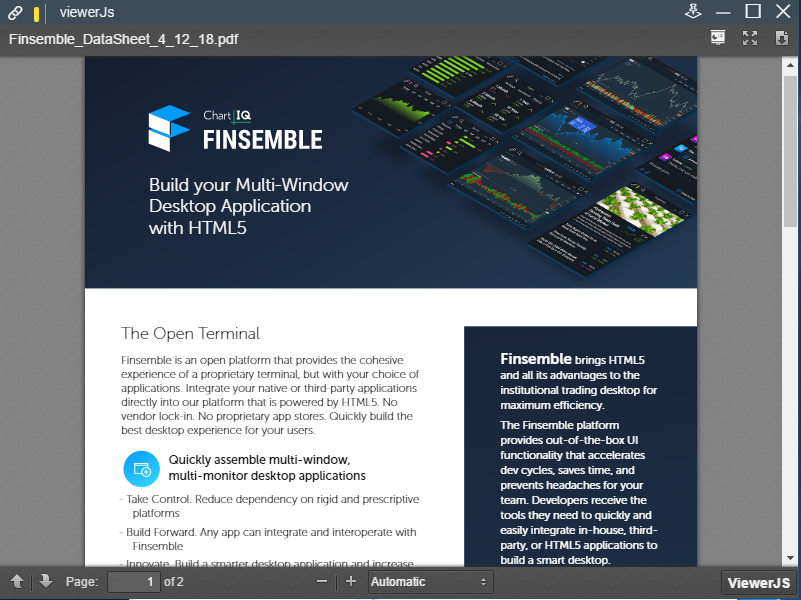 viewerJs
Finsemble_DataSheet_4_12_18.pdf
Chart IQ
FINSEMBLE
Build your Multi-Window
Desktop Application
with HTML5
The Open Terminal
Finsemble is an open platform that provides the cohesive
experience of a proprietary terminal, but with your choice of
applications. Integrate your native or third-party applications
directly into our platform that is powered by HTML5. No
vendor lock-in. No proprietary app stores. Quickly build the
best desktop experience for your users.
Quickly assemble multi-window,
multi-monitor desktop applications
- Take Control. Reduce dependency on rigid and prescriptive
platforms
- Build Forward. Any app can integrate and interoperate with
Finsemble
- Innovate. Build a smarter desktop application and increase
Finsemble brings HTML5
and all its advantages to the
institutional trading desktop for
maximum efficiency.
The Finsemble platform
provides out-of-the-box UI
functionality that accelerates
dev cycles, saves time, and
prevents headaches for your
team. Developers receive the
tools they need to quickly and
easily integrate in-house, third-
party, or HTML5 applications to
build a smart desktop.
Page: 1 of 2
Automatic
ViewerJS